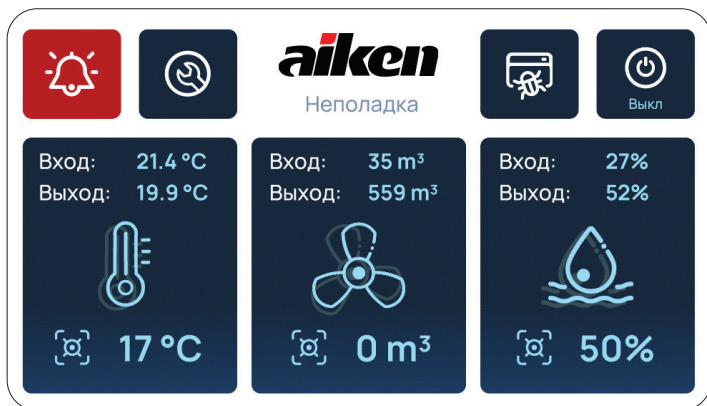 aiken
Неполадка
Выкл
Вход: 21.4 °C
Выход: 19.9 °C
17 °C
Вход: 35 m³
Выход: 559 m³
0 m³
Вход: 27%
Выход: 52%
50%